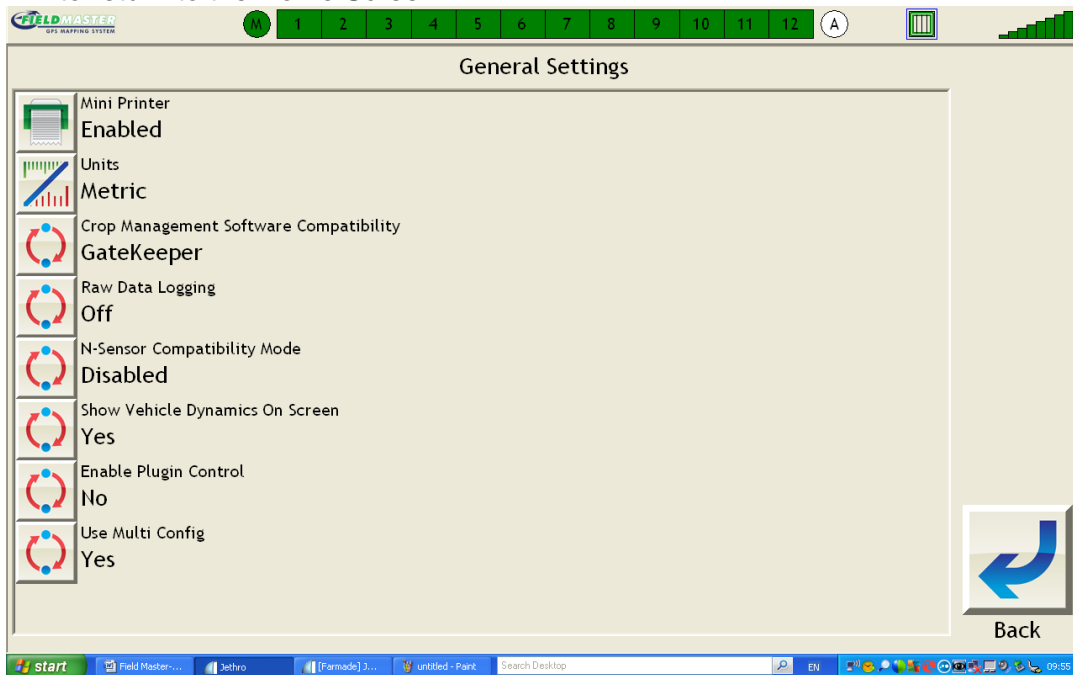 FIELDMASTER
GPS MAPPING SYSTEM
M 1 2 3 4 5 6 7 8 9 10 11 12 A
General Settings
Mini Printer
Enabled
Units
Metric
Crop Management Software Compatibility
GateKeeper
Raw Data Logging
Off
N-Sensor Compatibility Mode
Disabled
Show Vehicle Dynamics On Screen
Yes
Enable Plugin Control
No
Use Multi Config
Yes
Back
start Field Master-... Jethro [Farmade] J... untitled - Paint Search Desktop EN 09:55